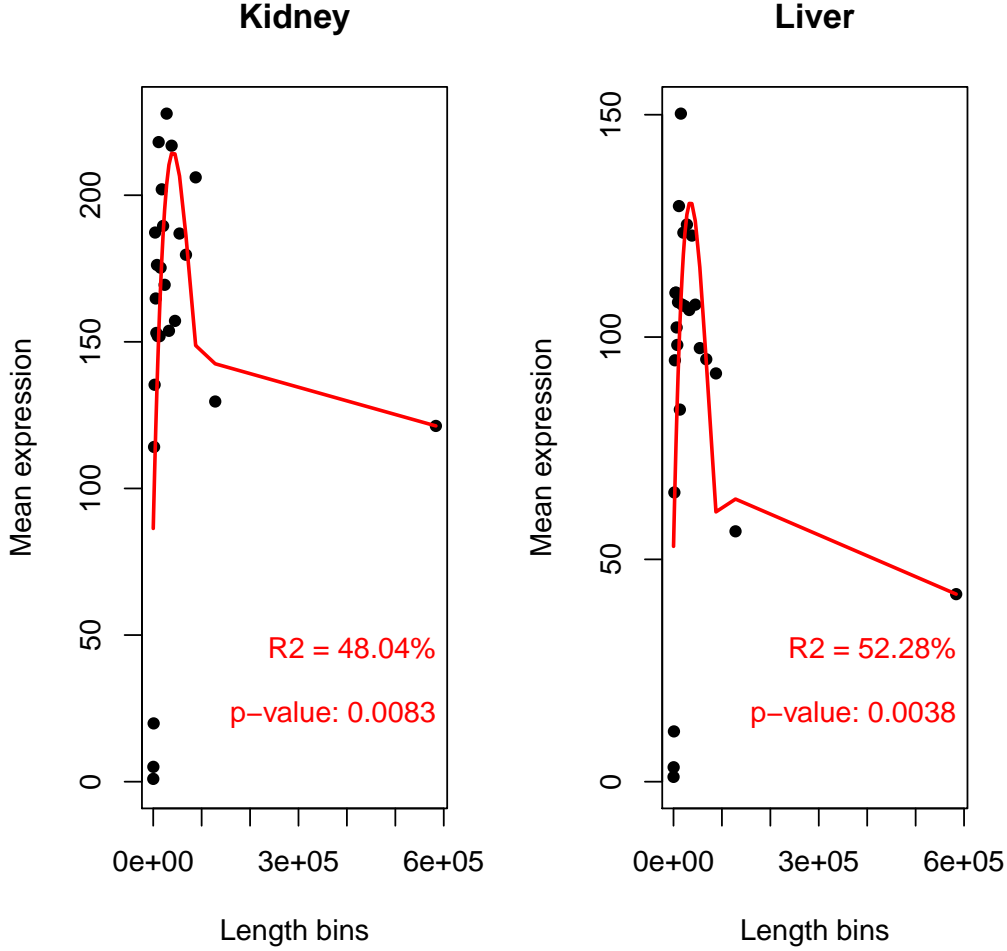 Kidney
Mean expression
200
150
100
50
0
R2 = 48.04%
p−value: 0.0083
0e+00 3e+05 6e+05
Length bins
Liver
Mean expression
150
100
50
0
R2 = 52.28%
p−value: 0.0038
0e+00 3e+05 6e+05
Length bins